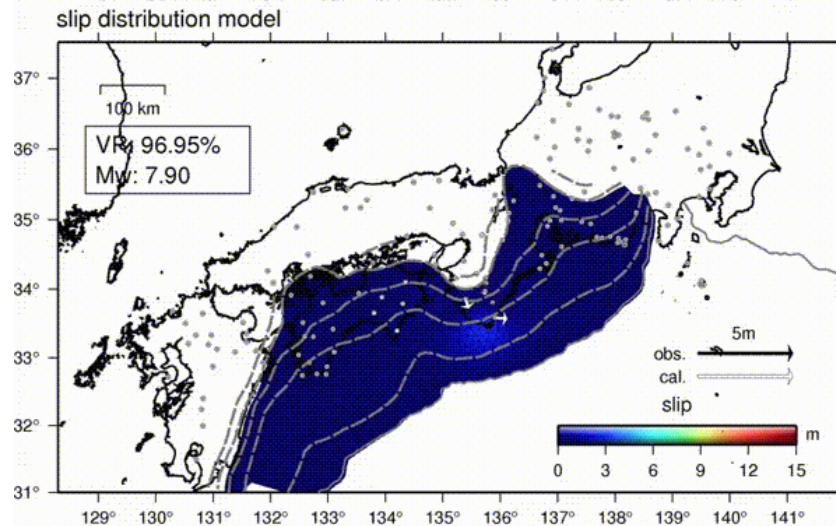 slip distribution model
37°
36°
35°
34°
33°
32°
31°
100 km
VR: 96.95%
Mw: 7.90
5m
obs.
cal.
slip
m
0 3 6 9 12 15
129° 130° 131° 132° 133° 134° 135° 136° 137° 138° 139° 140° 141°